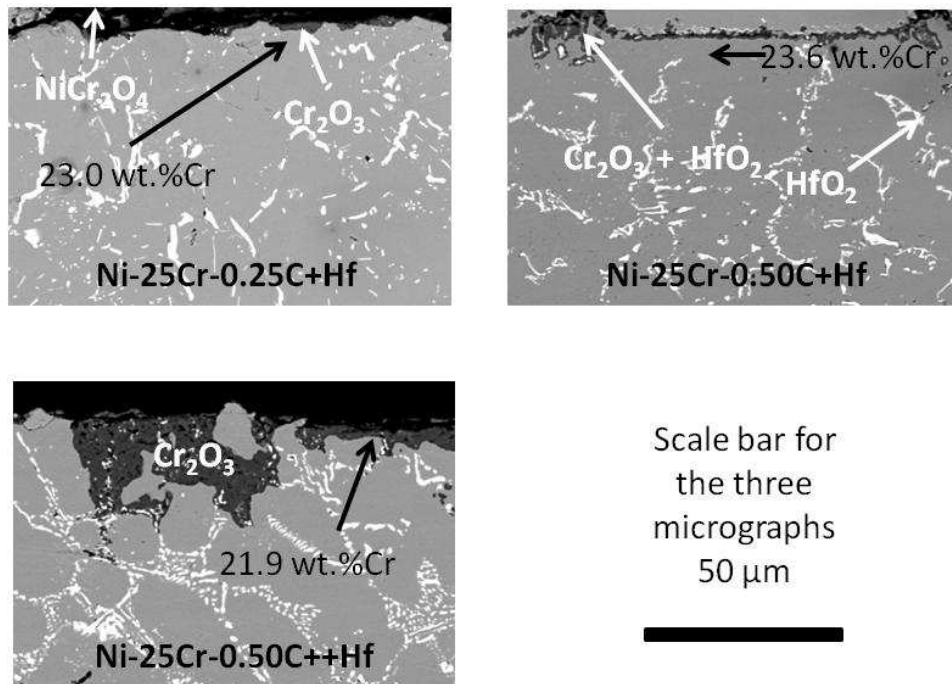 NiCr₂O₄
Cr₂O₃
23.0 wt.%Cr
Ni-25Cr-0.25C+Hf
23.6 wt.%Cr
Cr₂O₃ + HfO₂
HfO₂
Ni-25Cr-0.50C+Hf
Cr₂O₃
21.9 wt.%Cr
Ni-25Cr-0.50C++Hf
Scale bar for
the three
micrographs
50 µm